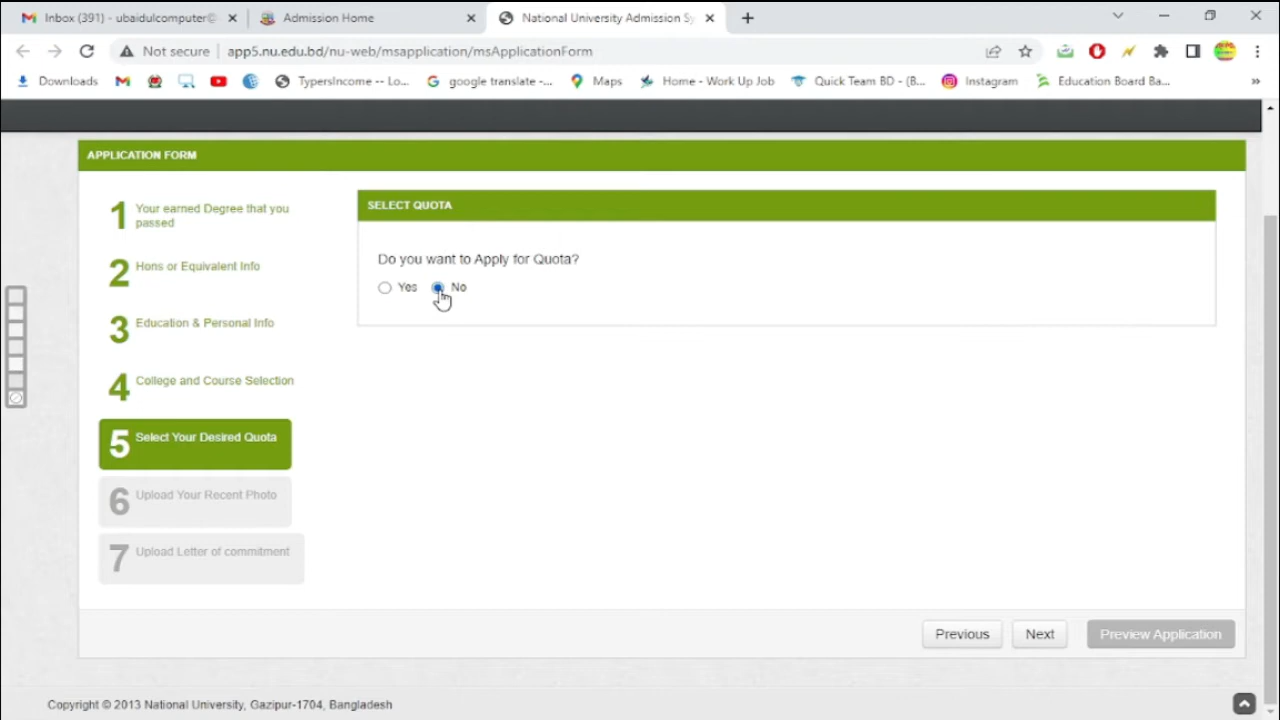 Inbox (391) - ubaidulcomputer@
Admission Home
National University Admission Sy
Not secure
app5.nu.edu.bd/nu-web/msapplication/msApplicationForm
Downloads
TypersIncome -- Lo...
google translate -...
Maps
Home - Work Up Job
Quick Team BD - (B...
Instagram
Education Board Ba...
»
APPLICATION FORM
1 Your earned Degree that you
passed
2 Hons or Equivalent Info
3 Education & Personal Info
4 College and Course Selection
5 Select Your Desired Quota
6 Upload Your Recent Photo
7 Upload Letter of commitment
SELECT QUOTA
Do you want to Apply for Quota?
Yes No
Previous
Next
Preview Application
Copyright © 2013 National University, Gazipur-1704, Bangladesh